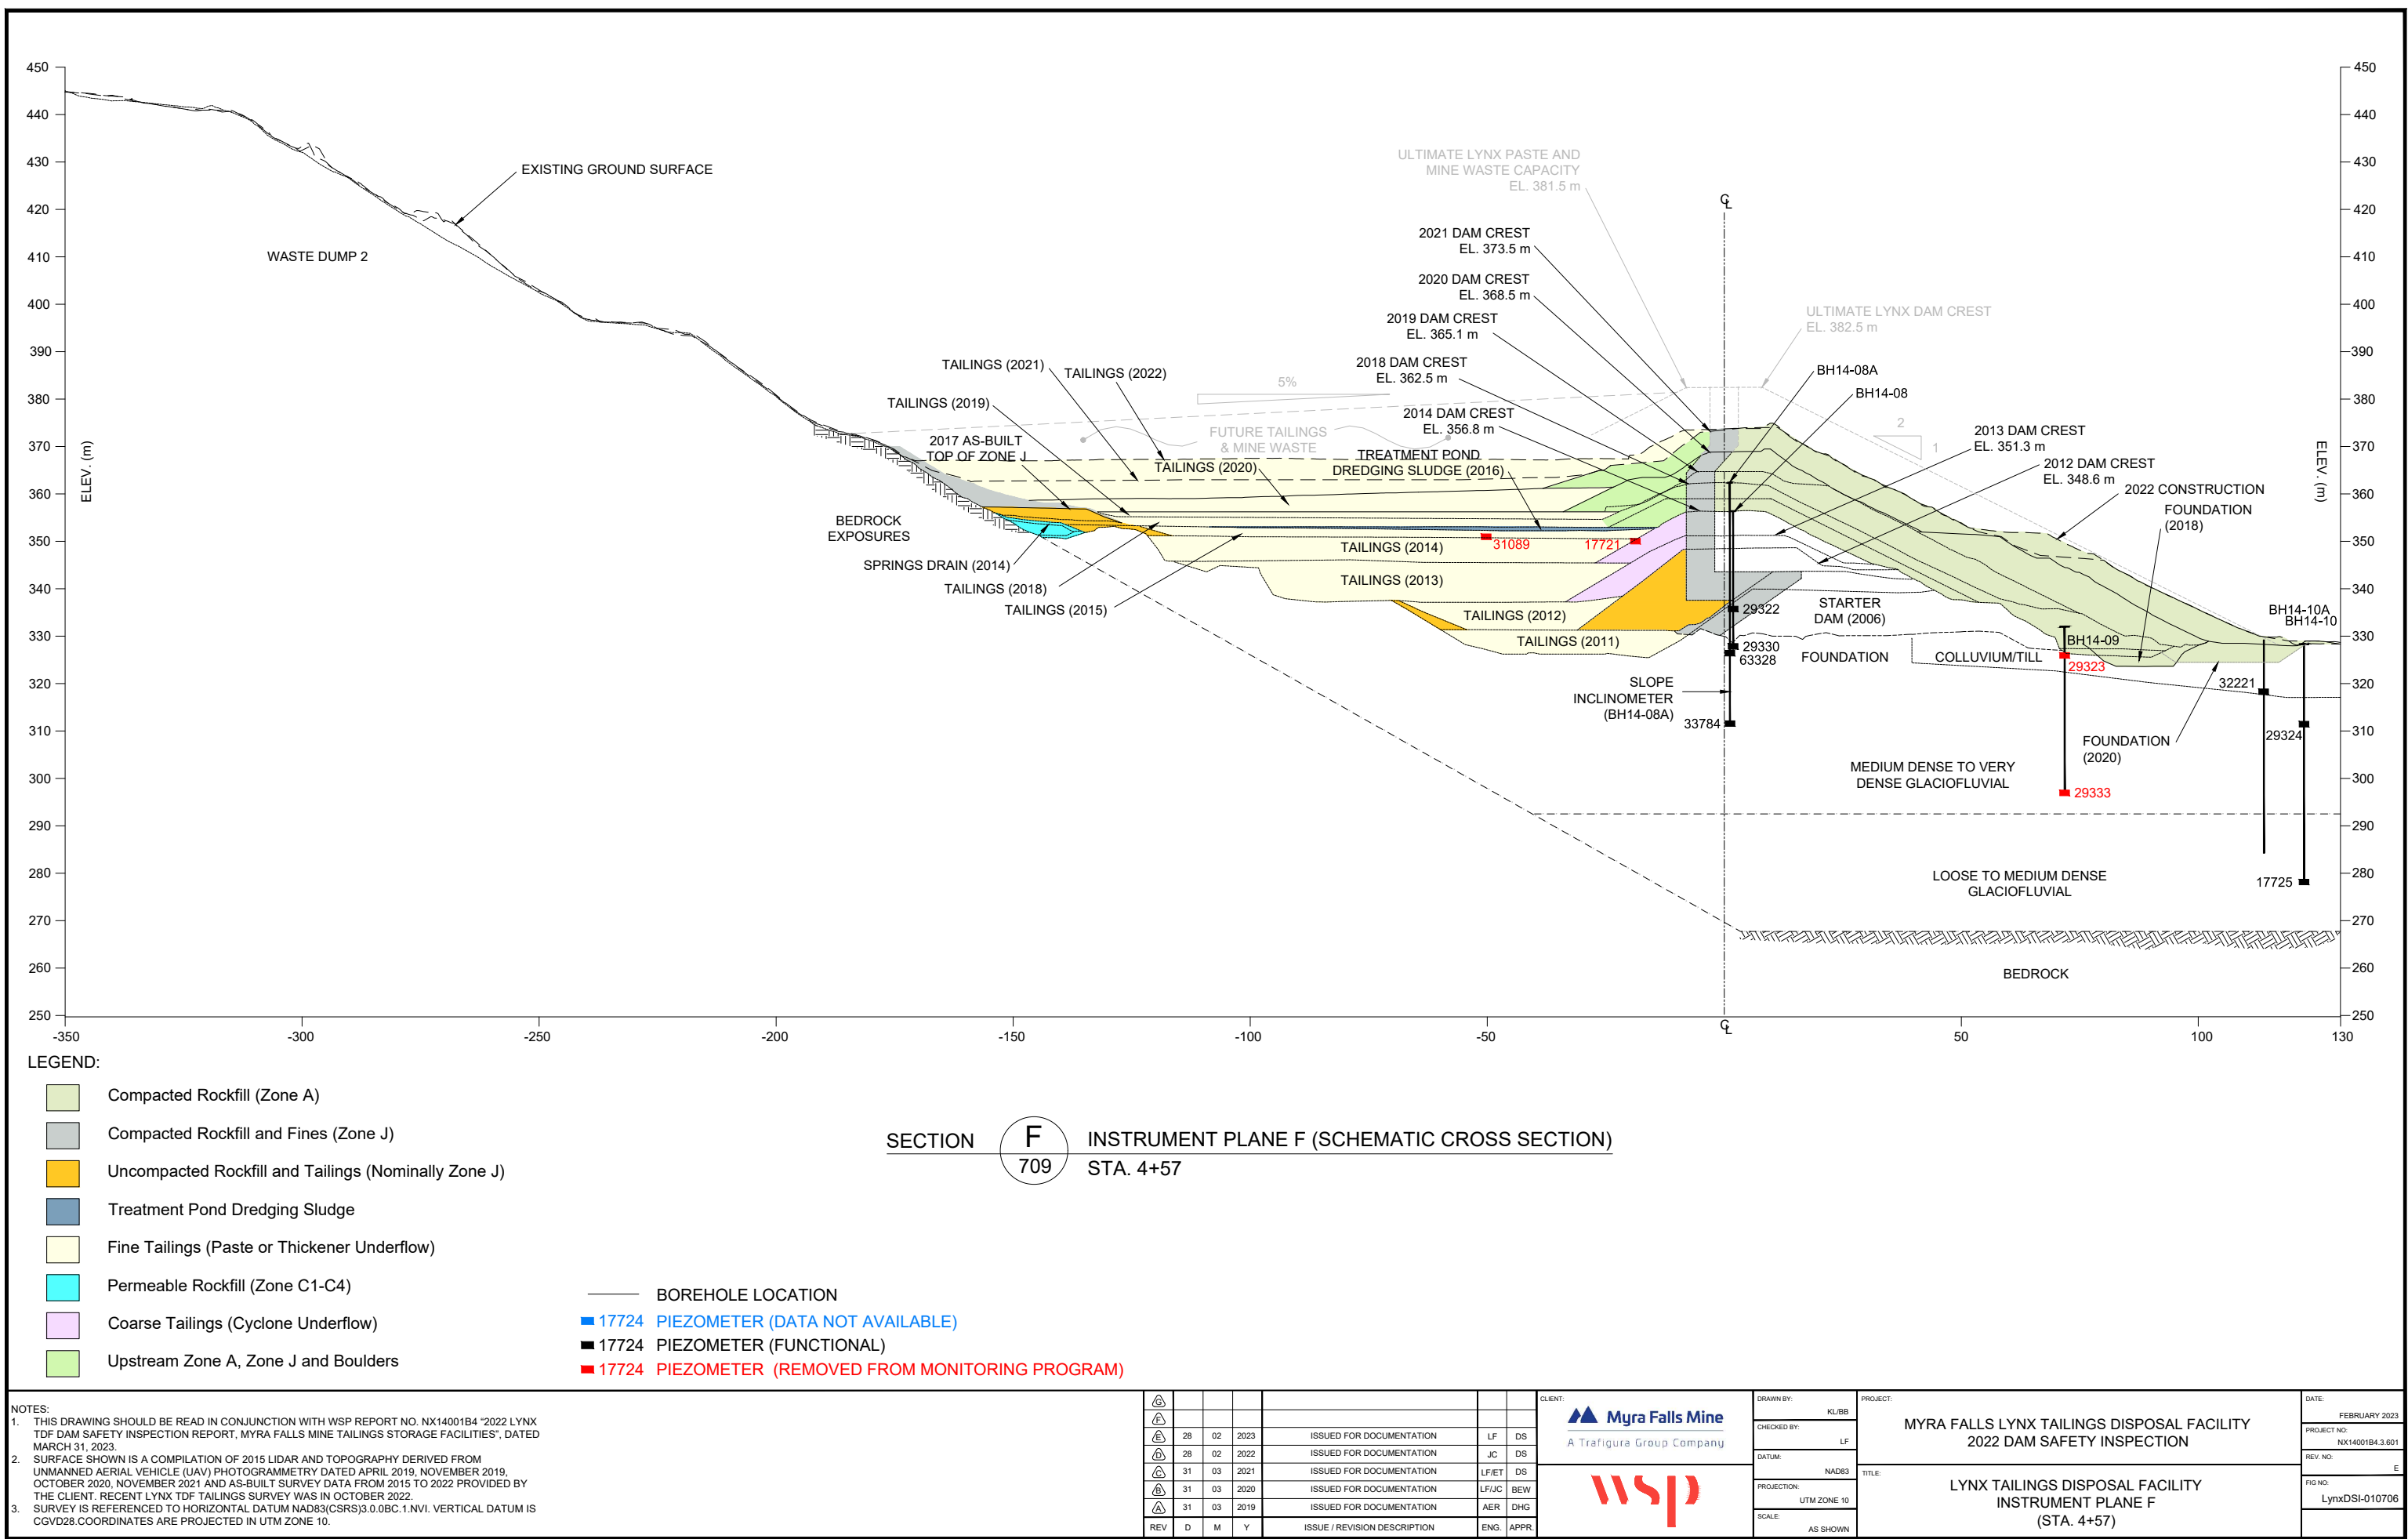 450
440
430
420
410
400
390
380
370
360
350
340
330
320
310
300
290
280
270
260
250
ELEV. (m)
450
440
430
420
410
400
390
380
370
360
350
340
330
320
310
300
290
280
270
260
250
ELEV. (m)
-350
-300
-250
-200
-150
-100
-50
50
100
130
EXISTING GROUND SURFACE
WASTE DUMP 2
ULTIMATE LYNX PASTE AND
MINE WASTE CAPACITY
EL. 381.5 m
2021 DAM CREST
EL. 373.5 m
2020 DAM CREST
EL. 368.5 m
2019 DAM CREST
EL. 365.1 m
2018 DAM CREST
EL. 362.5 m
2014 DAM CREST
EL. 356.8 m
ULTIMATE LYNX DAM CREST
EL. 382.5 m
BH14-08A
BH14-08
2
1
2013 DAM CREST
EL. 351.3 m
2012 DAM CREST
EL. 348.6 m
2022 CONSTRUCTION
FOUNDATION
(2018)
TAILINGS (2021)
TAILINGS (2022)
5%
TAILINGS (2019)
2017 AS-BUILT
TOP OF ZONE J
FUTURE TAILINGS
& MINE WASTE
TAILINGS (2020)
TREATMENT POND
DREDGING SLUDGE (2016)
BEDROCK
EXPOSURES
SPRINGS DRAIN (2014)
TAILINGS (2018)
TAILINGS (2015)
31089
17721
TAILINGS (2014)
TAILINGS (2013)
TAILINGS (2012)
TAILINGS (2011)
29322
29330
63328
STARTER
DAM (2006)
FOUNDATION
COLLUVIUM/TILL
BH14-09
29323
BH14-10A
BH14-10
SLOPE
INCLINOMETER
(BH14-08A)
33784
32221
29324
FOUNDATION
(2020)
MEDIUM DENSE TO VERY
DENSE GLACIOFLUVIAL
29333
LOOSE TO MEDIUM DENSE
GLACIOFLUVIAL
17725
BEDROCK
LEGEND:
Compacted Rockfill (Zone A)
Compacted Rockfill and Fines (Zone J)
Uncompacted Rockfill and Tailings (Nominally Zone J)
Treatment Pond Dredging Sludge
Fine Tailings (Paste or Thickener Underflow)
Permeable Rockfill (Zone C1-C4)
Coarse Tailings (Cyclone Underflow)
Upstream Zone A, Zone J and Boulders
BOREHOLE LOCATION
17724 PIEZOMETER (DATA NOT AVAILABLE)
17724 PIEZOMETER (FUNCTIONAL)
17724 PIEZOMETER (REMOVED FROM MONITORING PROGRAM)
SECTION F 709 INSTRUMENT PLANE F (SCHEMATIC CROSS SECTION)
STA. 4+57
NOTES:
1. THIS DRAWING SHOULD BE READ IN CONJUNCTION WITH WSP REPORT NO. NX14001B4 "2022 LYNX
TDF DAM SAFETY INSPECTION REPORT, MYRA FALLS MINE TAILINGS STORAGE FACILITIES", DATED
MARCH 31, 2023.
2. SURFACE SHOWN IS A COMPILATION OF 2015 LIDAR AND TOPOGRAPHY DERIVED FROM
UNMANNED AERIAL VEHICLE (UAV) PHOTOGRAMMETRY DATED APRIL 2019, NOVEMBER 2019,
OCTOBER 2020, NOVEMBER 2021 AND AS-BUILT SURVEY DATA FROM 2015 TO 2022 PROVIDED BY
THE CLIENT. RECENT LYNX TDF TAILINGS SURVEY WAS IN OCTOBER 2022.
3. SURVEY IS REFERENCED TO HORIZONTAL DATUM NAD83(CSRS)3.0.0BC.1.NVI. VERTICAL DATUM IS
CGVD28.COORDINATES ARE PROJECTED IN UTM ZONE 10.
G
F
E 28 02 2023 ISSUED FOR DOCUMENTATION LF DS
D 28 02 2022 ISSUED FOR DOCUMENTATION JC DS
C 31 03 2021 ISSUED FOR DOCUMENTATION LF/ET DS
B 31 03 2020 ISSUED FOR DOCUMENTATION LF/JC BEW
A 31 03 2019 ISSUED FOR DOCUMENTATION AER DHG
REV D M Y ISSUE / REVISION DESCRIPTION ENG. APPR.
CLIENT:
Myra Falls Mine
A Trafigura Group Company
wsp
DRAWN BY:
KL/BB
CHECKED BY:
LF
DATUM:
NAD83
PROJECTION:
UTM ZONE 10
SCALE:
AS SHOWN
PROJECT:
MYRA FALLS LYNX TAILINGS DISPOSAL FACILITY
2022 DAM SAFETY INSPECTION
TITLE:
LYNX TAILINGS DISPOSAL FACILITY
INSTRUMENT PLANE F
(STA. 4+57)
DATE:
FEBRUARY 2023
PROJECT NO:
NX14001B4.3.601
REV. NO:
E
FIG NO:
LynxDSI-010706